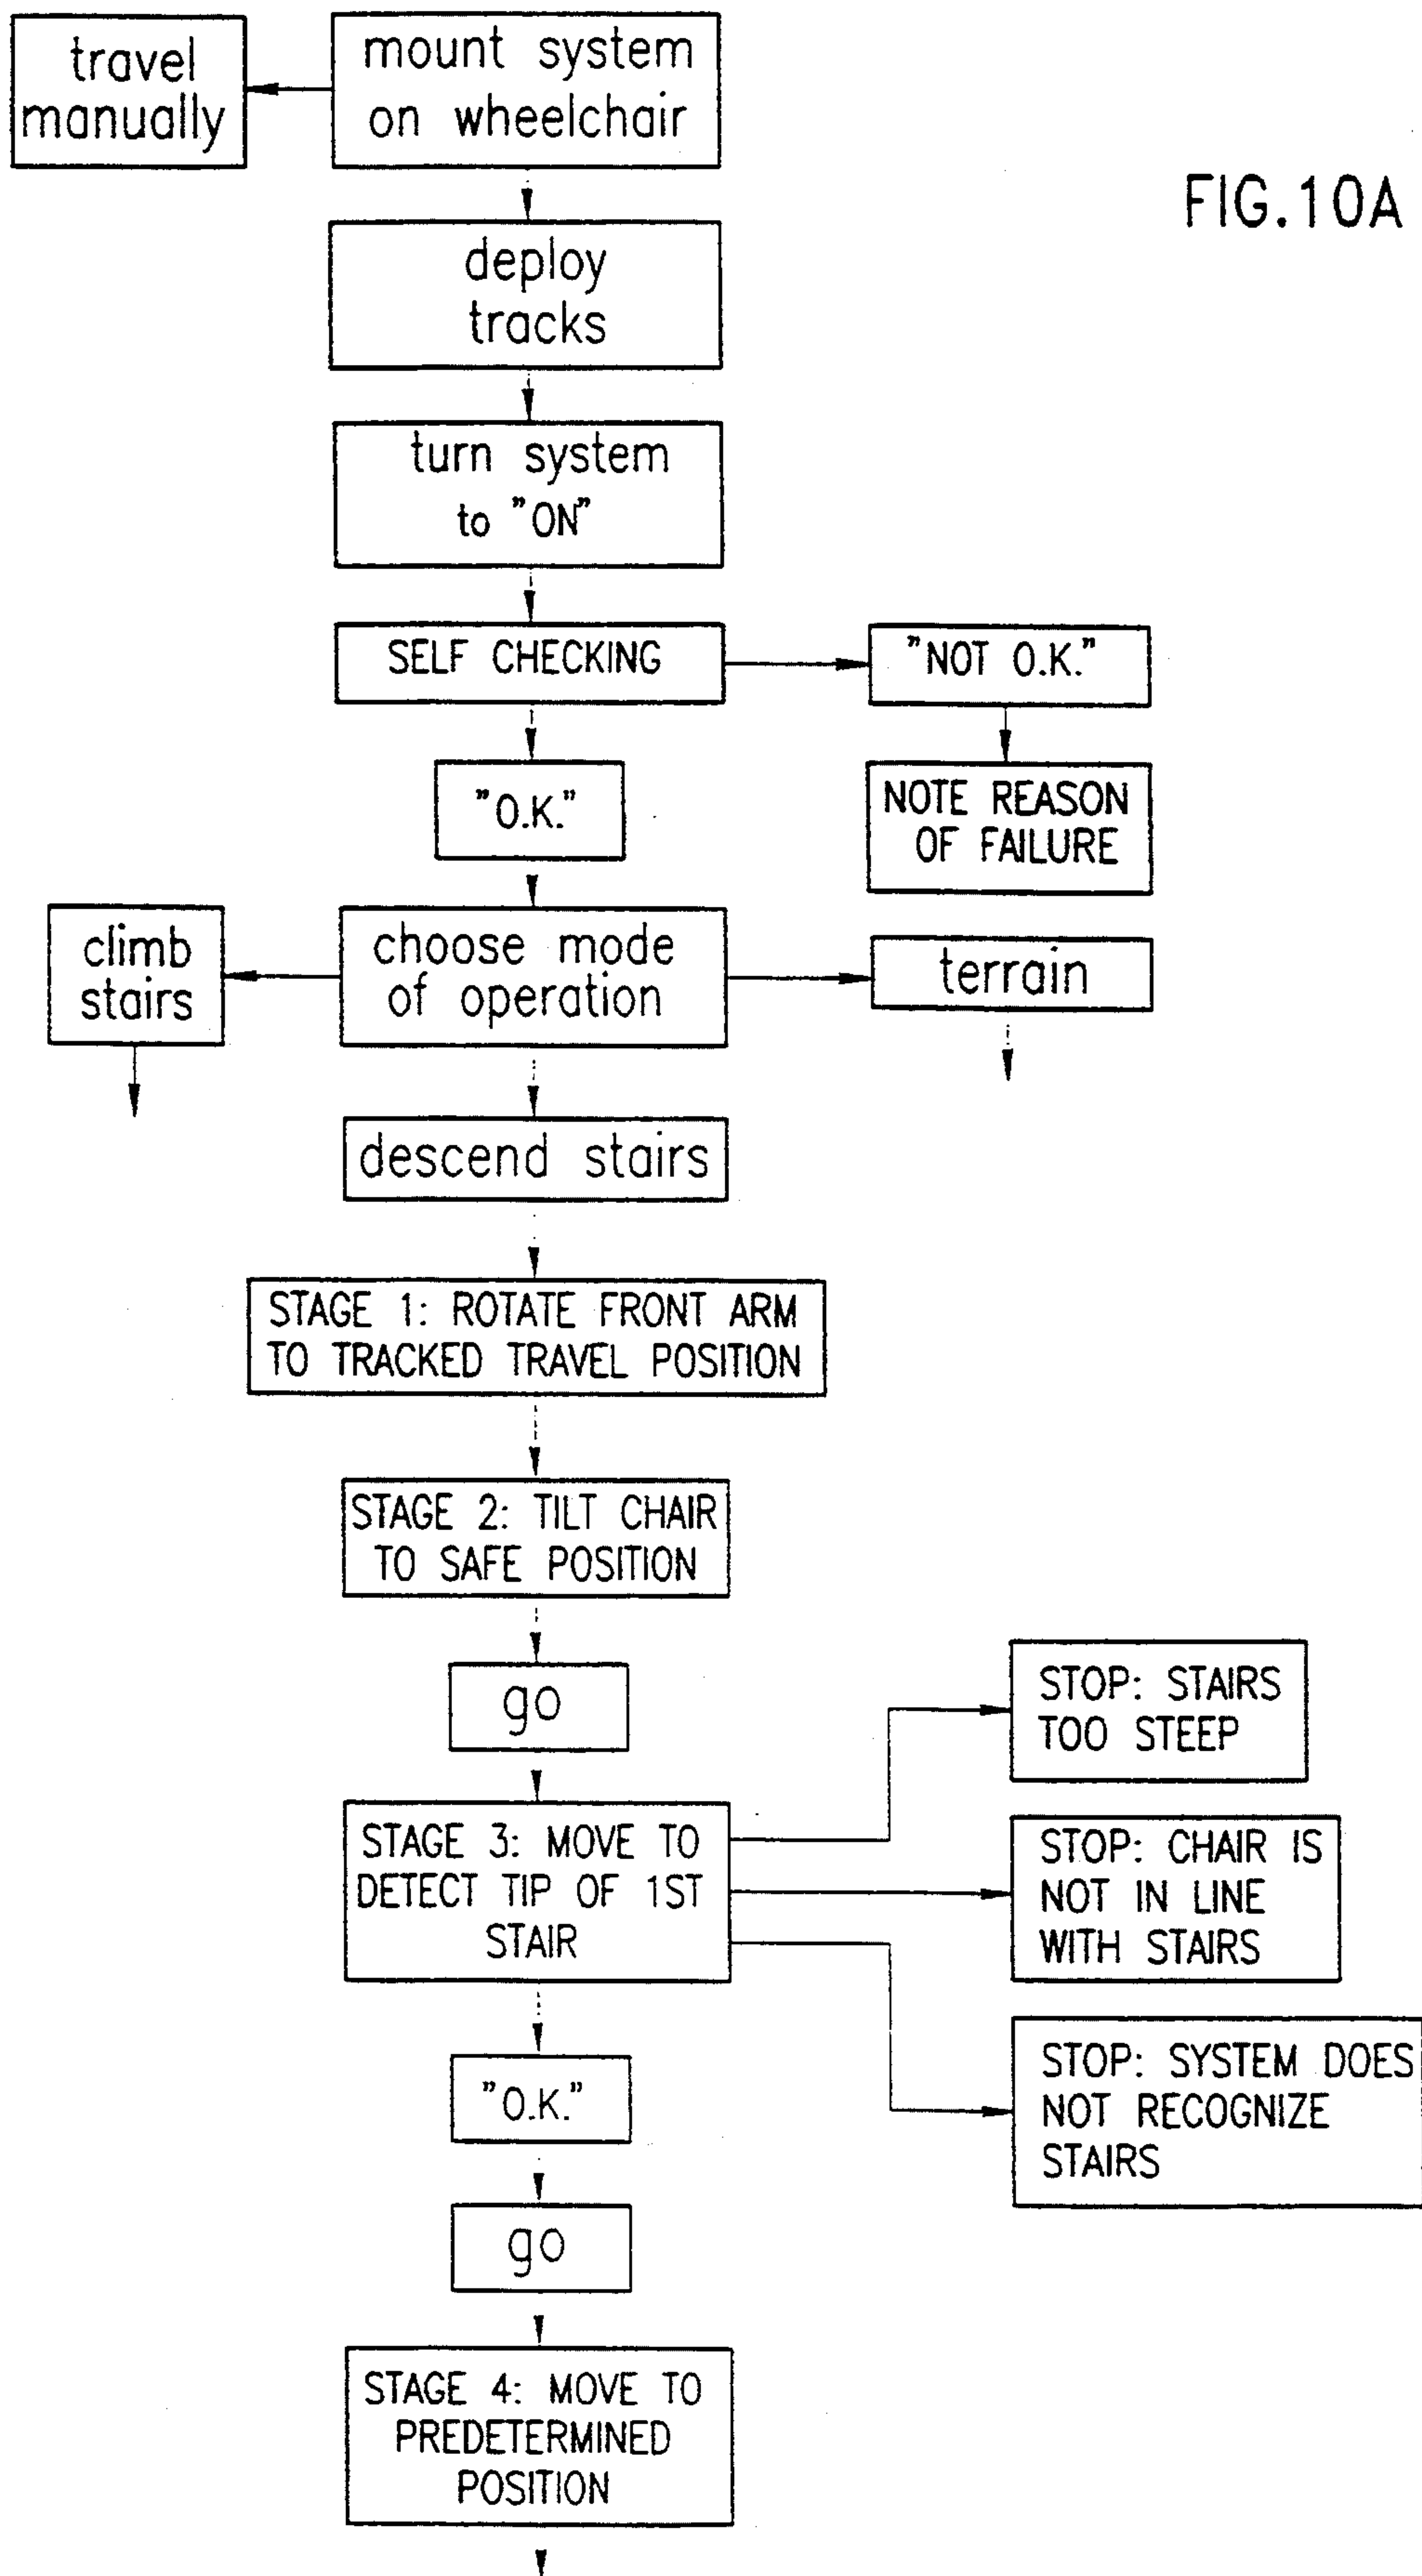 travel
manually
mount system
on wheelchair
FIG.10A
deploy
tracks
turn system
to "ON"
SELF CHECKING
"NOT O.K."
"O.K."
NOTE REASON
OF FAILURE
climb
stairs
choose mode
of operation
terrain
descend stairs
STAGE 1: ROTATE FRONT ARM
TO TRACKED TRAVEL POSITION
STAGE 2: TILT CHAIR
TO SAFE POSITION
go
STOP: STAIRS
TOO STEEP
STAGE 3: MOVE TO
DETECT TIP OF 1ST
STAIR
STOP: CHAIR IS
NOT IN LINE
WITH STAIRS
STOP: SYSTEM DOES
NOT RECOGNIZE
STAIRS
"O.K."
go
STAGE 4: MOVE TO
PREDETERMINED
POSITION